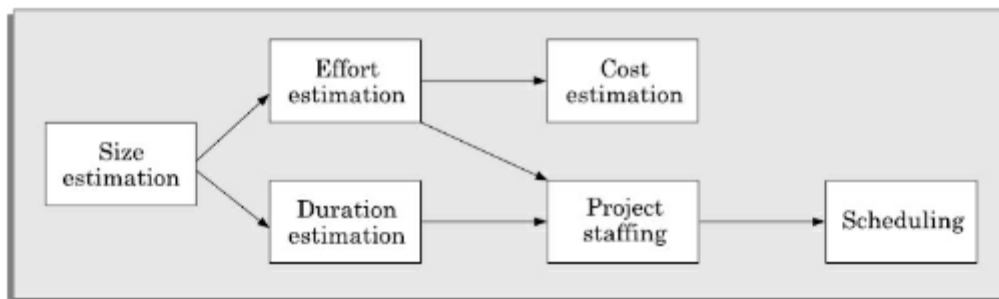 Effort
estimation
Cost
estimation
Size
estimation
Duration
estimation
Project
staffing
Scheduling